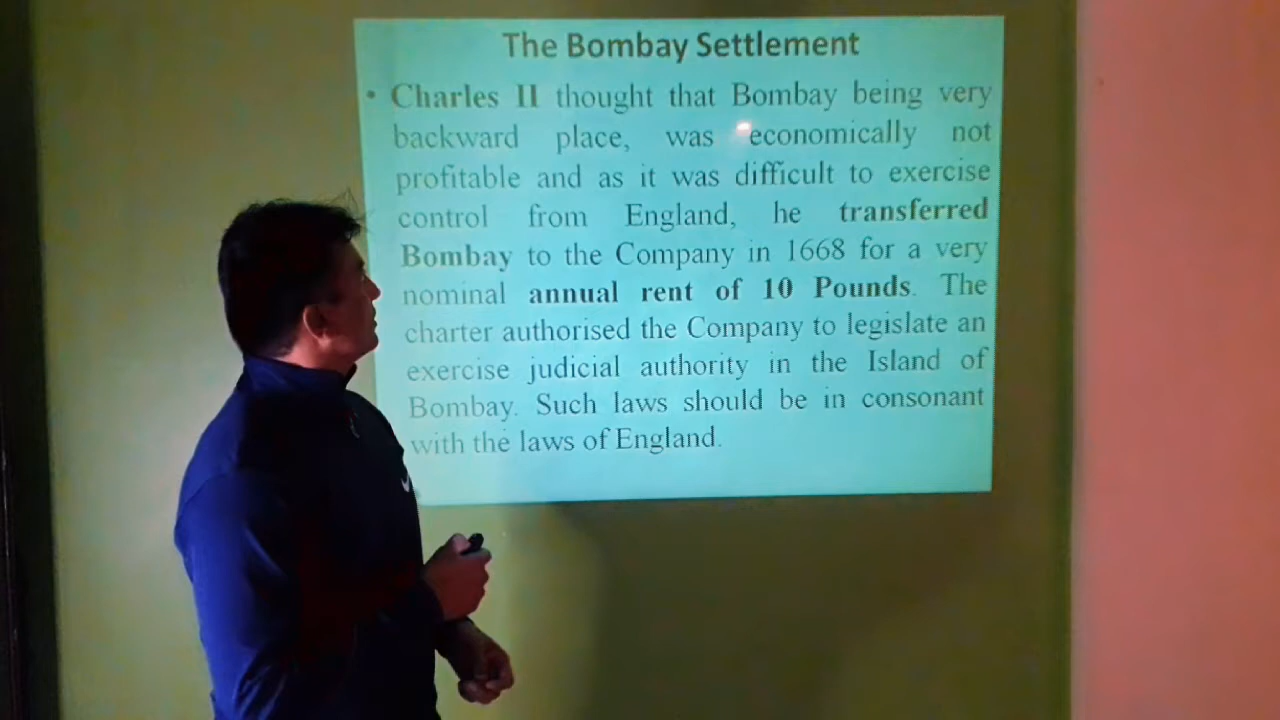 The Bombay Settlement
• Charles II thought that Bombay being very
backward place, was economically not
profitable and as it was difficult to exercise
control from England, he transferred
Bombay to the Company in 1668 for a very
nominal annual rent of 10 Pounds. The
charter authorised the Company to legislate an
exercise judicial authority in the Island of
Bombay. Such laws should be in consonant
with the laws of England.